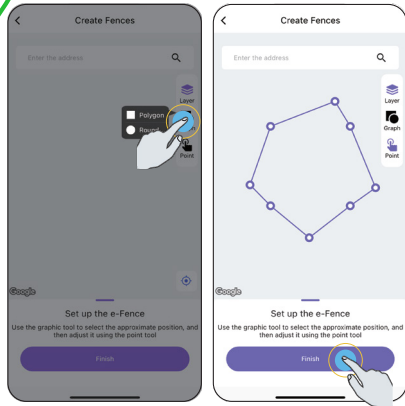 Create Fences
Enter the address
Layer
Polygon
Round
Point
Google
Set up the e-Fence
Use the graphic tool to select the approximate position, and
then adjust it using the point tool
Finish
Create Fences
Enter the address
Layer
Graph
Point
Google
Set up the e-Fence
Use the graphic tool to select the approximate position, and
then adjust it using the point tool
Finish